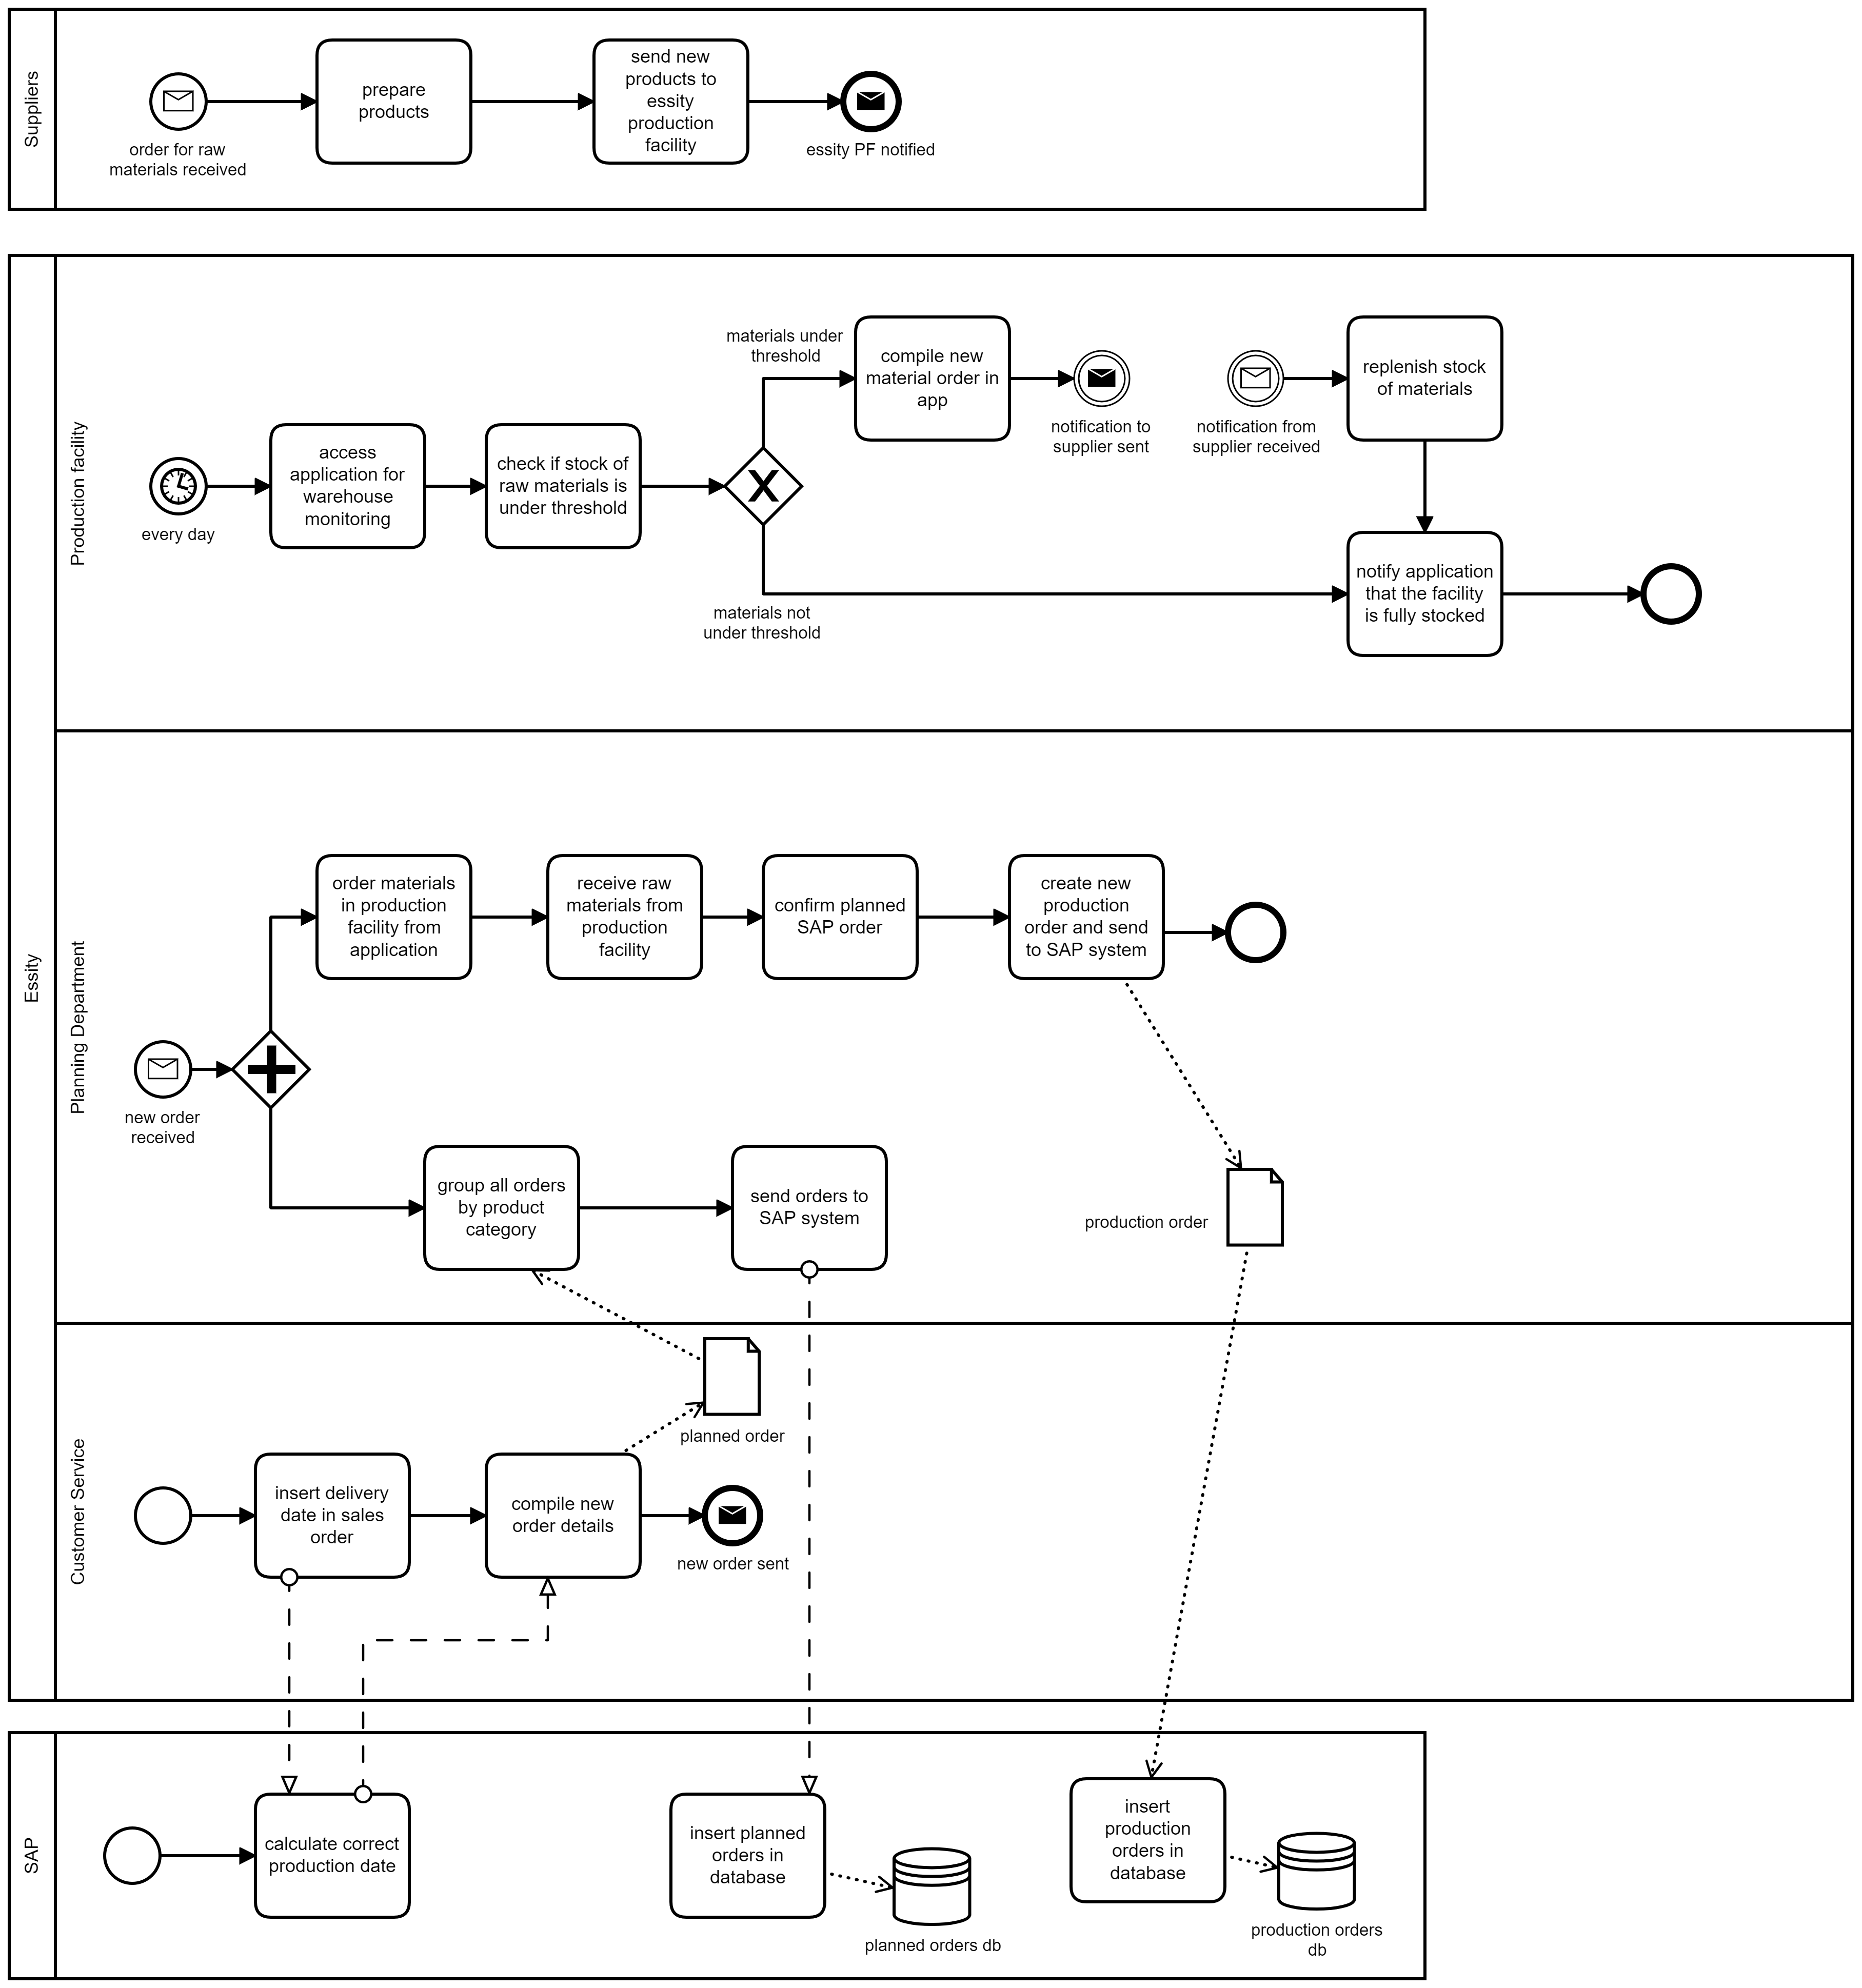 Suppliers
order for raw
materials received
prepare
products
send new
products to
essity
production
facility
essity PF notified
Essity
Production facility
every day
access
application for
warehouse
monitoring
check if stock of
raw materials is
under threshold
materials under
threshold
materials not
under threshold
compile new
material order in
app
notification to
supplier sent
notification from
supplier received
replenish stock
of materials
notify application
that the facility
is fully stocked
Planning Department
new order
received
order materials
in production
facility from
application
receive raw
materials from
production
facility
confirm planned
SAP order
create new
production
order and send
to SAP system
group all orders
by product
category
send orders to
SAP system
production order
Customer Service
planned order
insert delivery
date in sales
order
compile new
order details
new order sent
SAP
calculate correct
production date
insert planned
orders in
database
planned orders db
insert
production
orders in
database
production orders
db